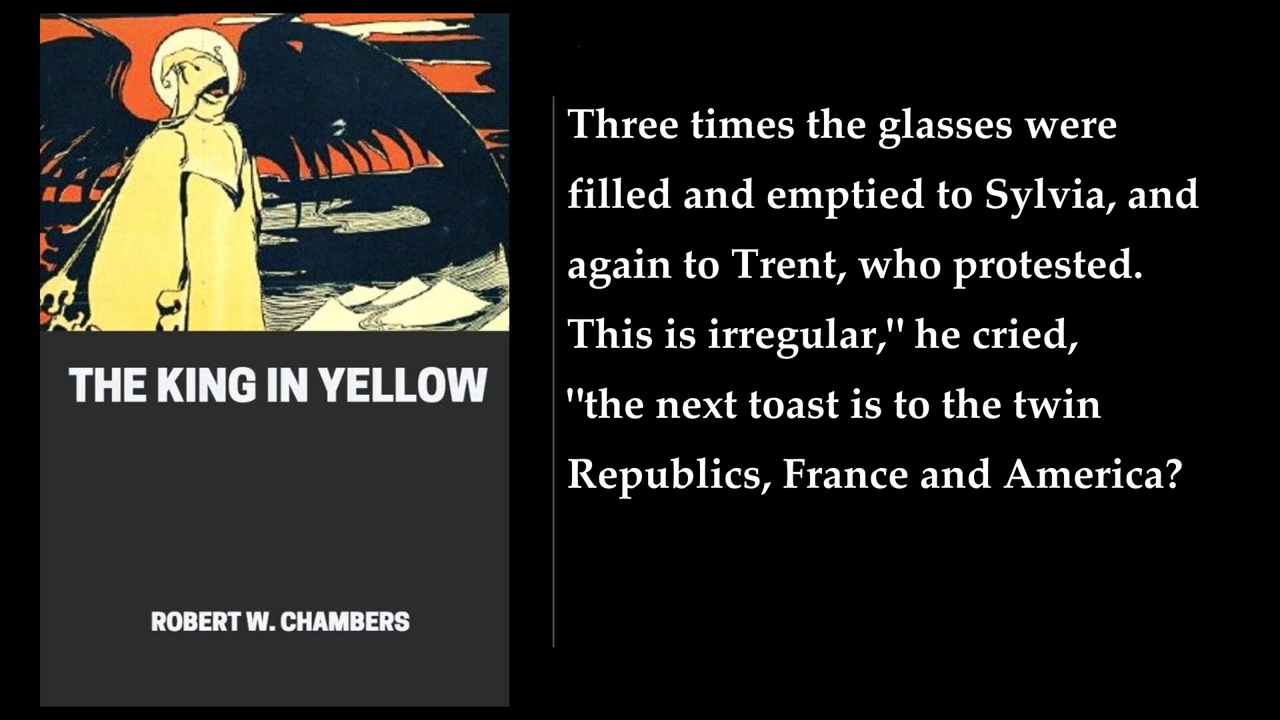 THE KING IN YELLOW
ROBERT W. CHAMBERS
Three times the glasses were
filled and emptied to Sylvia, and
again to Trent, who protested.
This is irregular," he cried,
"the next toast is to the twin
Republics, France and America?